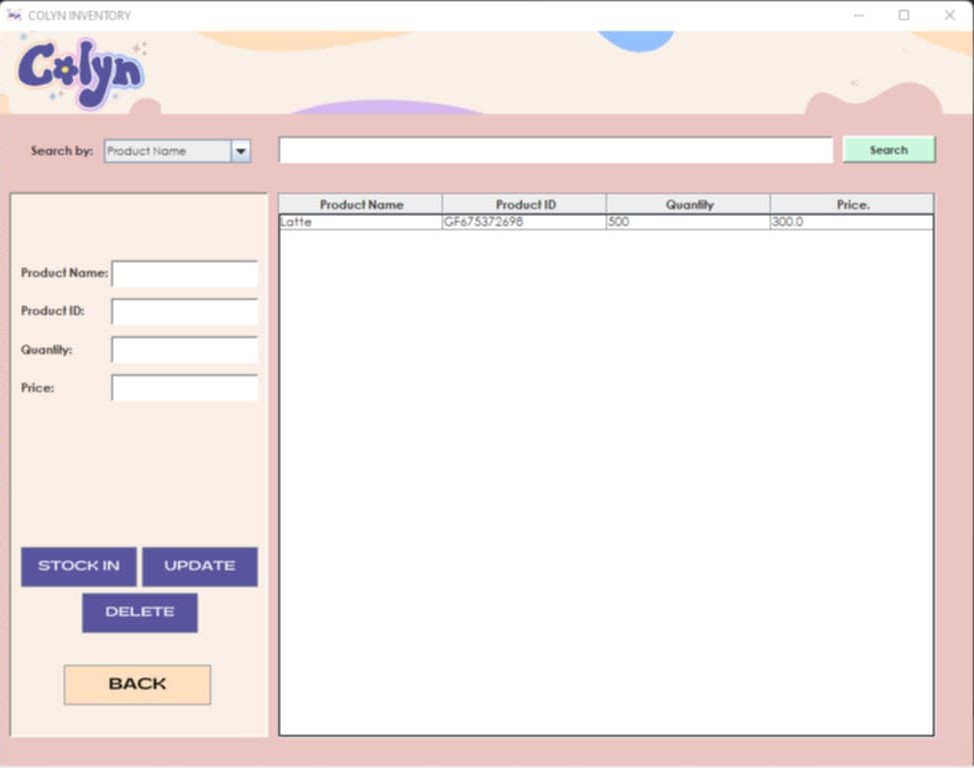 COLYN INVENTORY
Colyn
Search by: Product Name Search
Product Name Product ID Quantity Price.
Latte GF675372698 500 300.0
Product Name:
Product ID:
Quantity:
Price:
STOCK IN UPDATE
DELETE
BACK